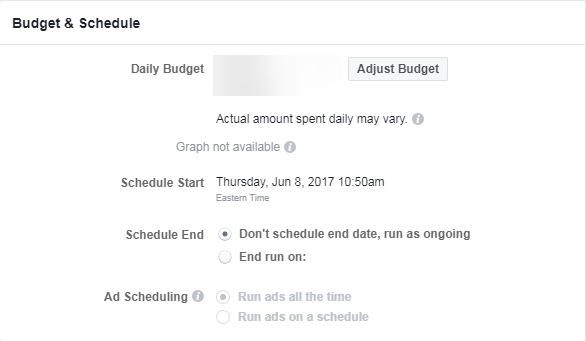 Budget & Schedule
Daily Budget
Adjust Budget
Actual amount spent daily may vary.
Graph not available
Schedule Start Thursday, Jun 8, 2017 10:50am
Eastern Time
Schedule End Don't schedule end date, run as ongoing
End run on:
Ad Scheduling Run ads all the time
Run ads on a schedule